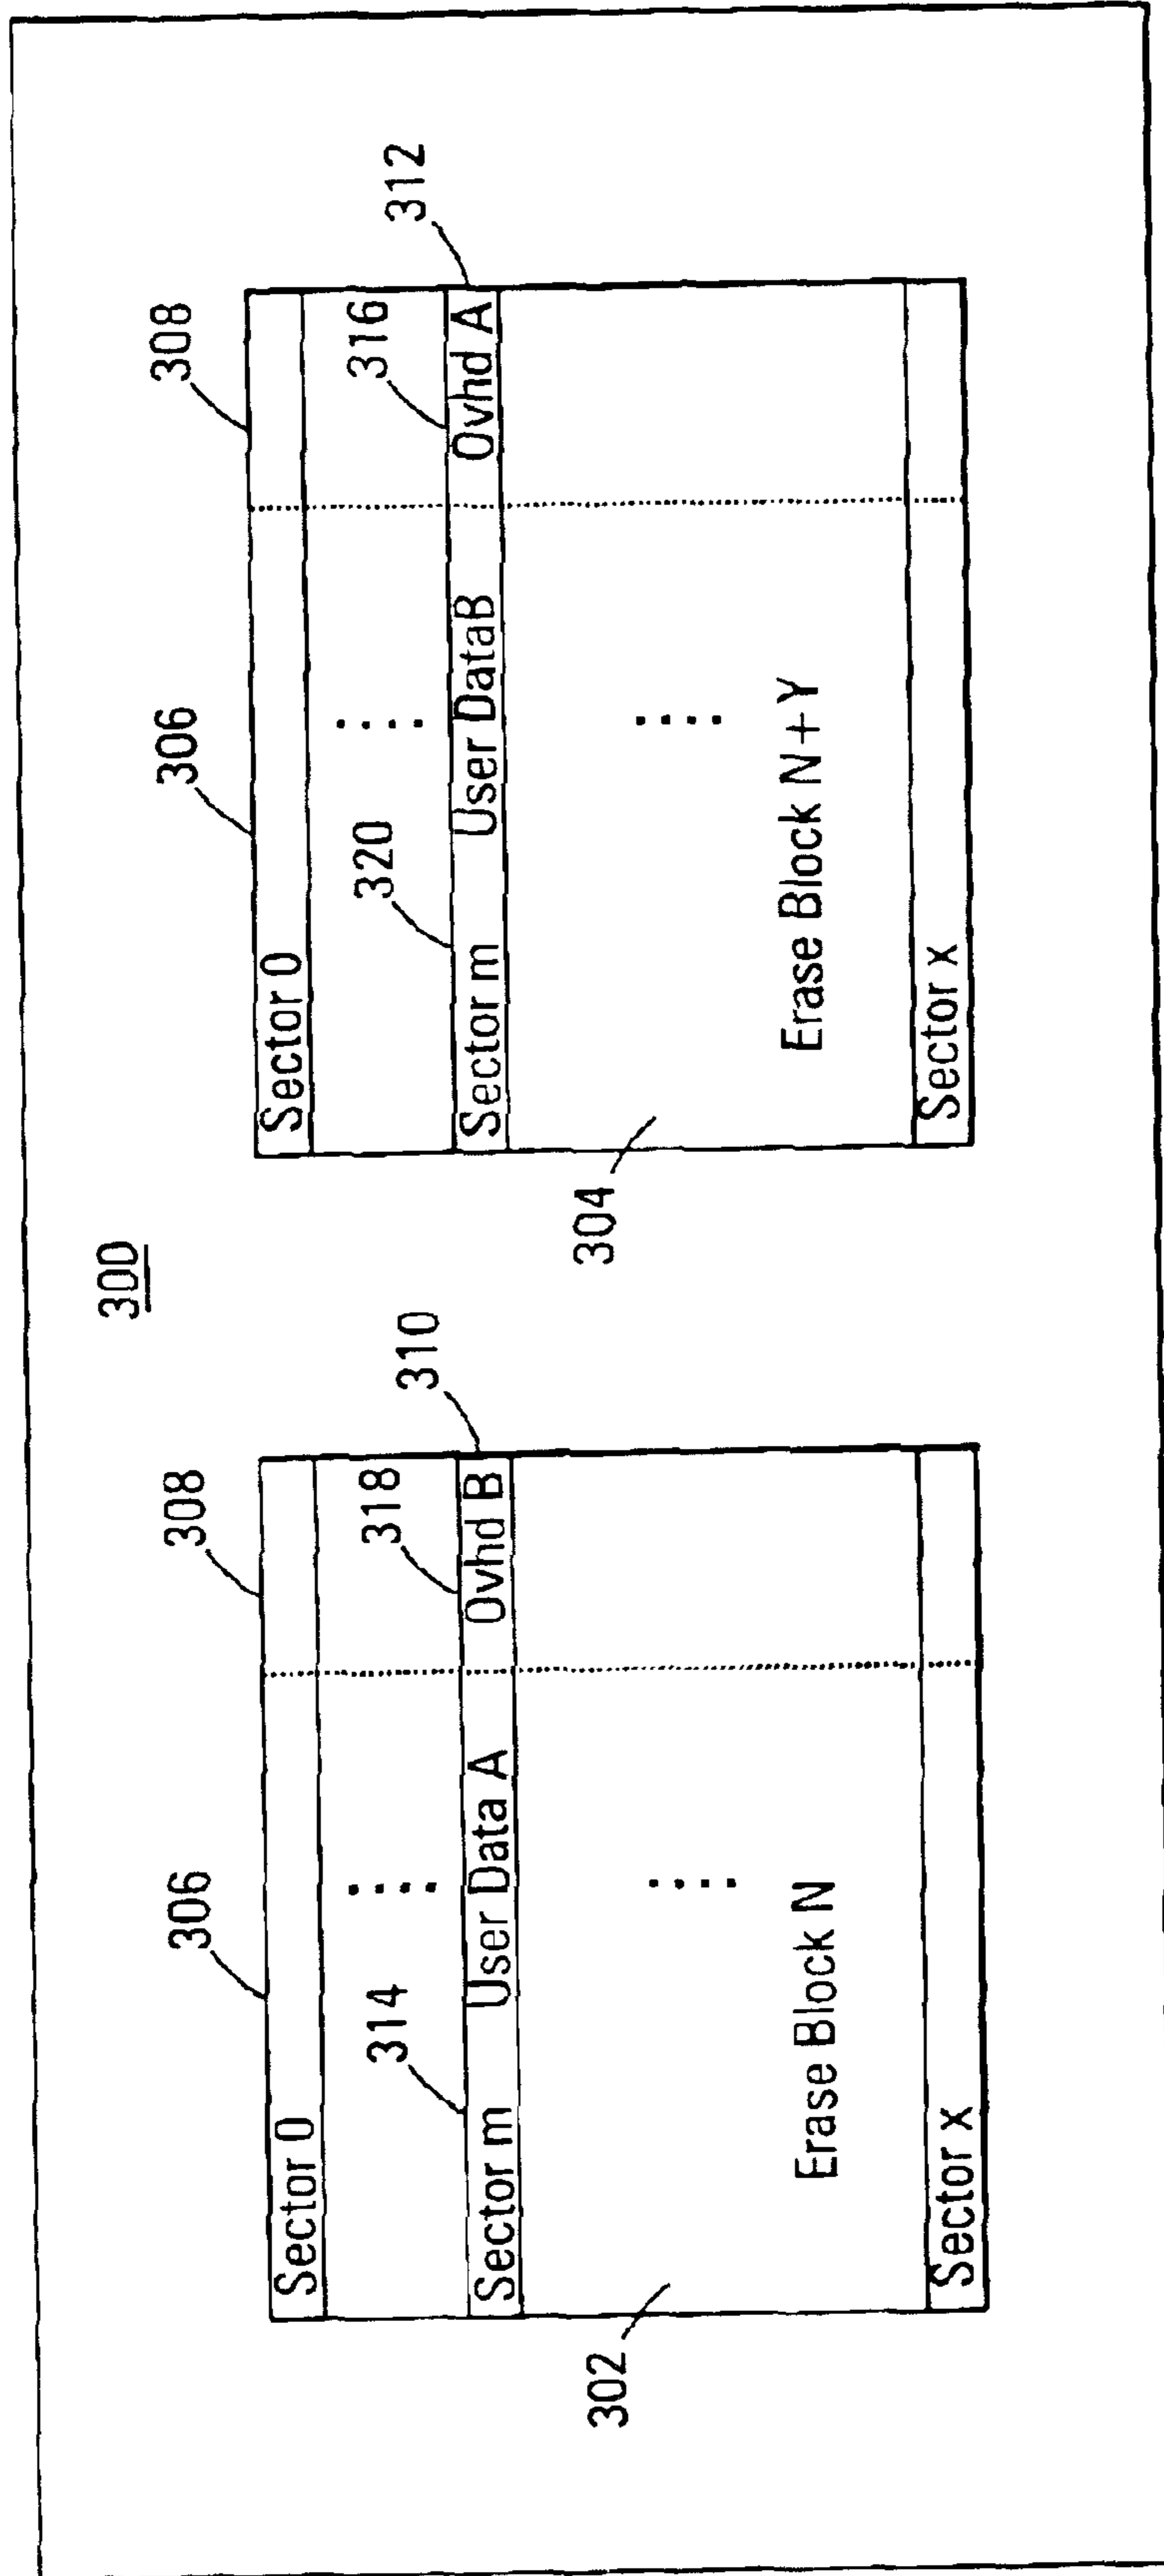 300
306
308
Sector 0
314
318
310
Sector m User Data A Ovhd B
302
Erase Block N
Sector x
306
308
Sector 0
320
316
312
Sector m User DataB Ovhd A
304
Erase Block N+Y
Sector x